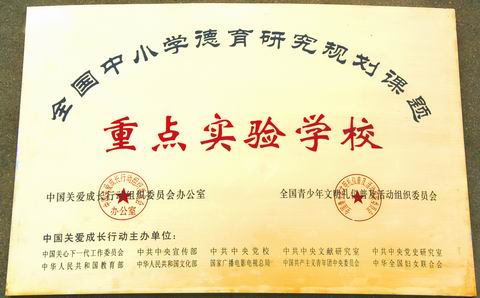 全国中小学德育研究规划课题
重点实验学校
中国关爱成长行动组织委员会办公室 全国青少年文明礼仪普及活动组织委员会
办公室
中国关爱成长行动主办单位:
中国关心下一代工作委员会 中共中央宣传部 中共中央党校 中共中央文献研究室 中共中央党史研究室
中华人民共和国教育部 中华人民共和国文化部 国家广播电影电视总局 中国共产主义青年团中央委员会 中华全国妇女联合会